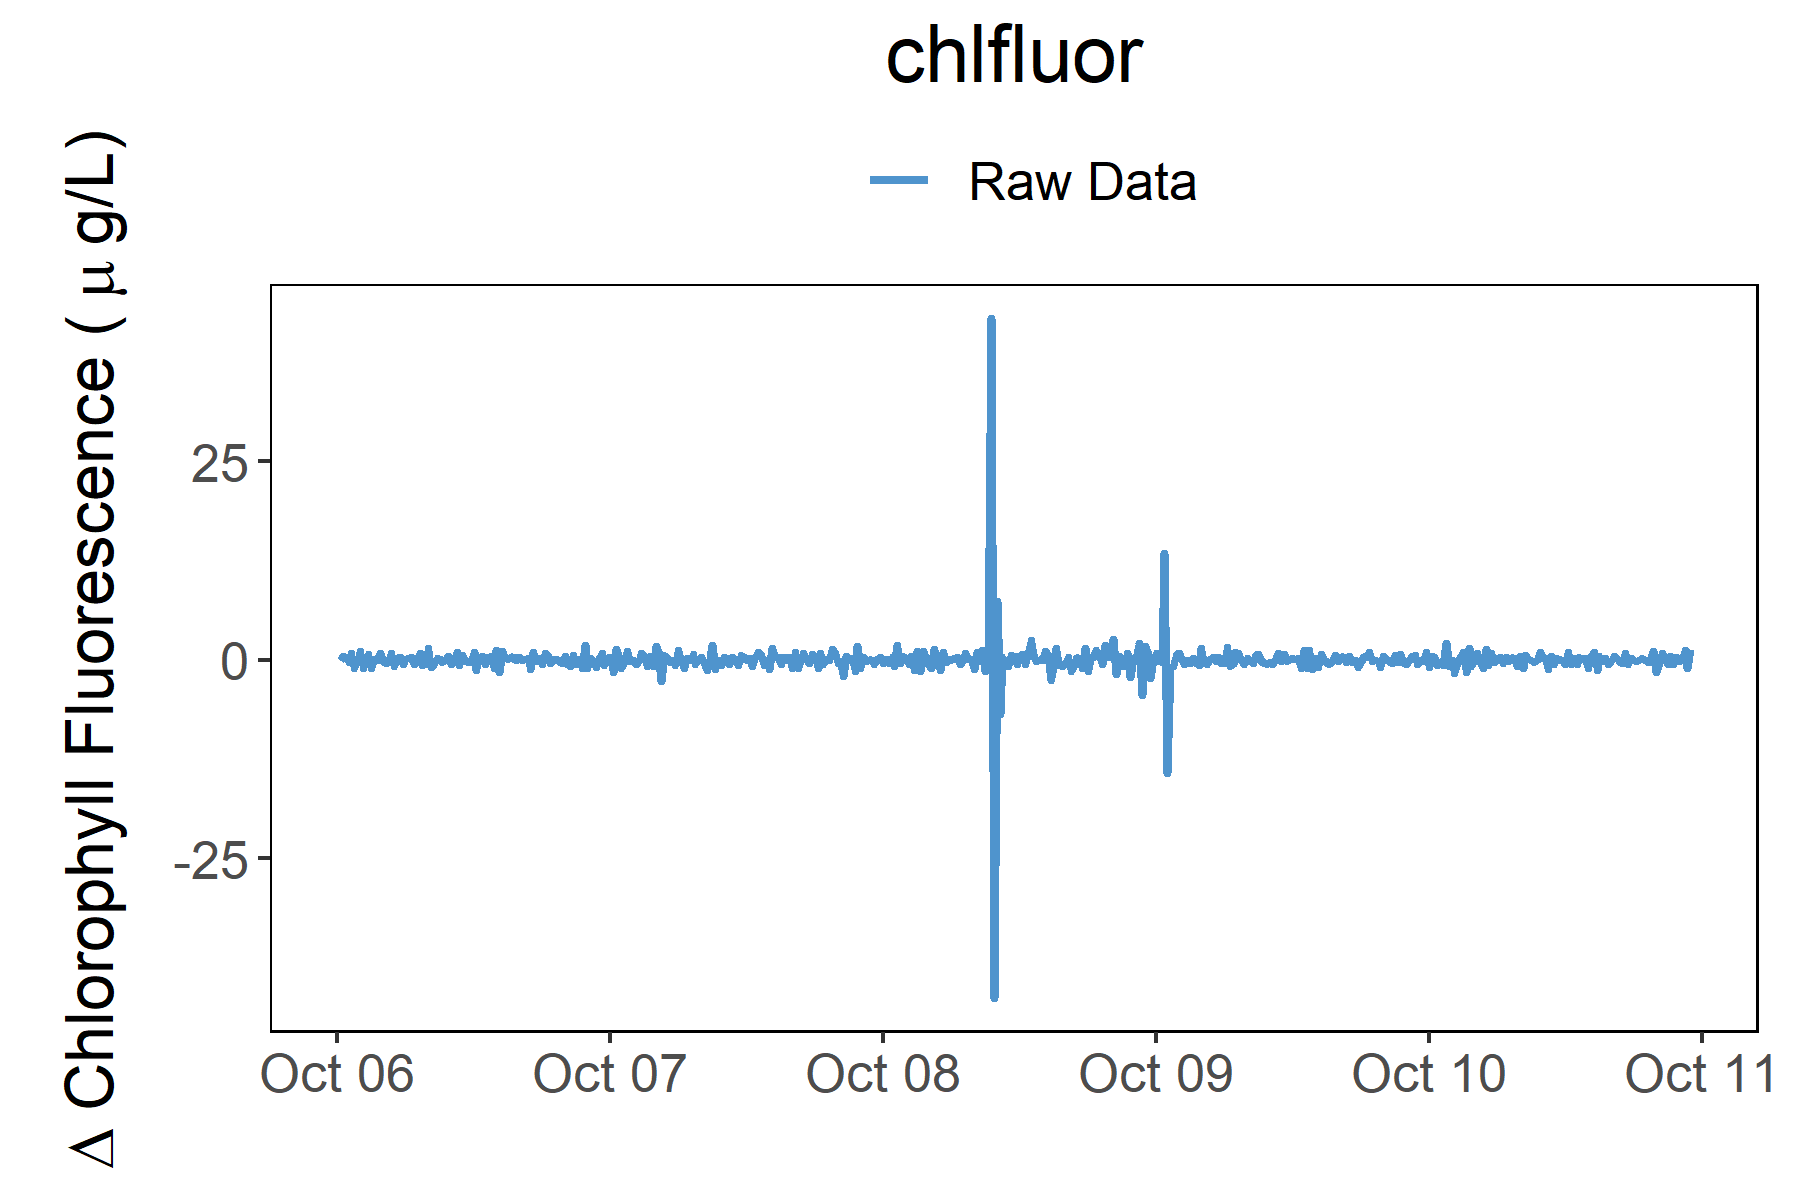 chlfluor
Raw Data
Δ Chlorophyll Fluorescence ( μ g/L)
25
0
-25
Oct 06 Oct 07 Oct 08 Oct 09 Oct 10 Oct 11